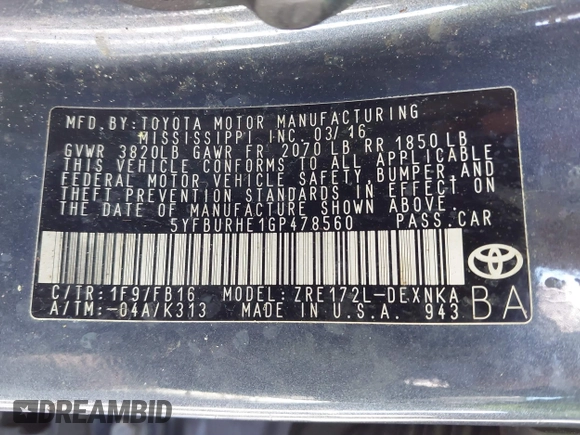 MFD.BY:TOYOTA MOTOR MANUFACTURING
MISSISSIPPI INC. 03/16
GVWR 3820LB GAWR FR 2070 LB RR 1850 LB
THIS VEHICLE CONFORMS TO ALL APPLICABLE
FEDERAL MOTOR VEHICLE SAFETY BUMPER,AND
THEFT PREVENTION STANDARDS IN EFFECT ON
THE DATE OF MANUFACTURE SHOWN ABOVE.
5YFBURHE1GP478560 PASS.CAR
C/TR:1F9/FB16 MODEL:ZRE172L-DEXNKA
A/TM:-04A/K313 MADE IN U.S.A. 943
BA
DREAMBID